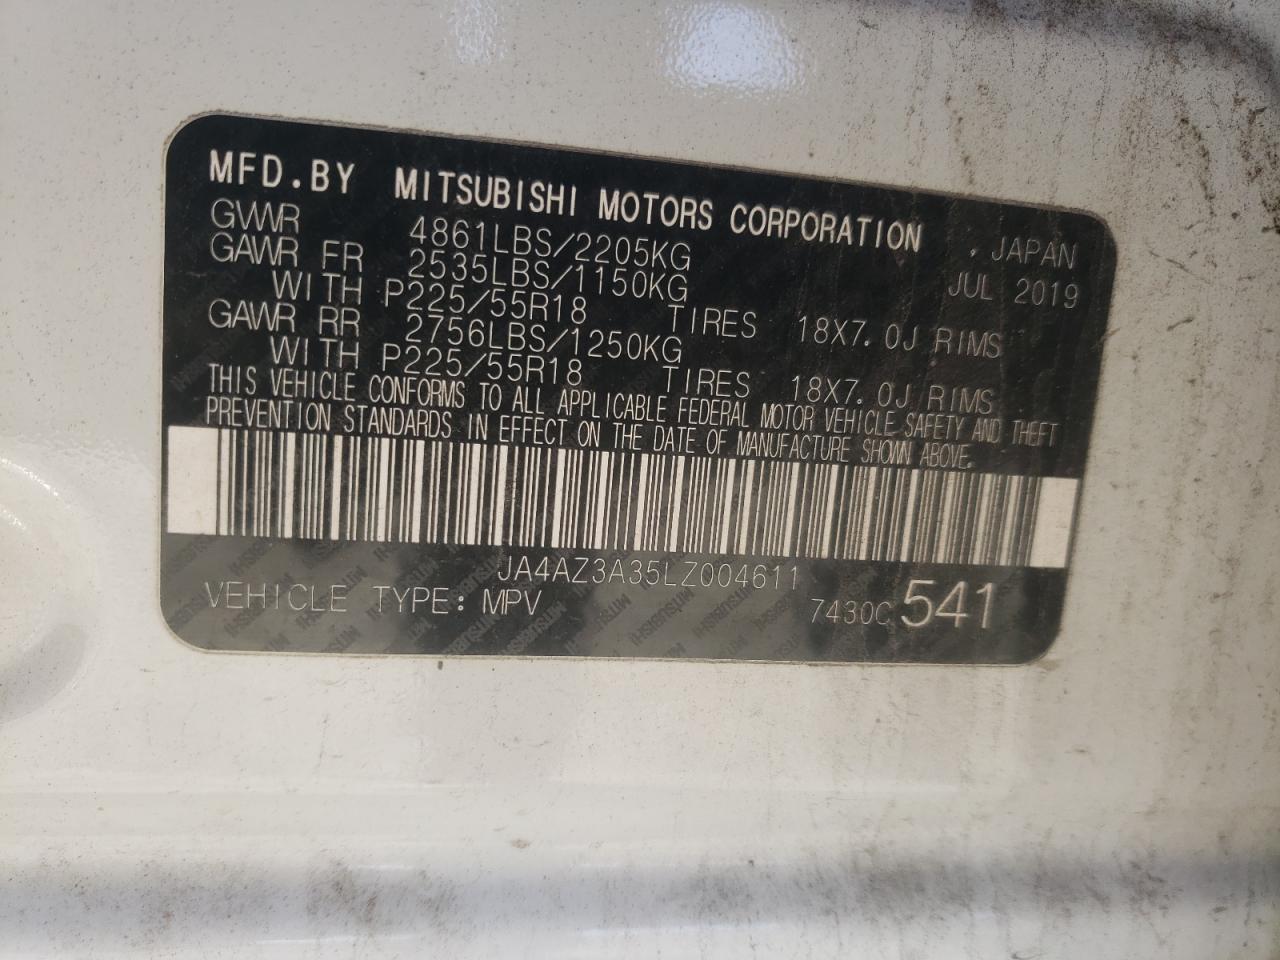 MFD.BY MITSUBISHI MOTORS CORPORATION , JAPAN
GVWR 4861LBS/2205KG JUL 2019
GAWR FR 2535LBS/1150KG
WITH P225/55R18 TIRES 18X7.0J RIMS
GAWR RR 2756LBS/1250KG
WITH P225/55R18 TIRES 18X7.0J RIMS
THIS VEHICLE CONFORMS TO ALL APPLICABLE FEDERAL MOTOR VEHICLE SAFETY AND THEFT
PREVENTION STANDARDS IN EFFECT ON THE DATE OF MANUFACTURE SHOWN ABOVE.
JA4AZ3A35LZ004611
VEHICLE TYPE: MPV 7430C 541